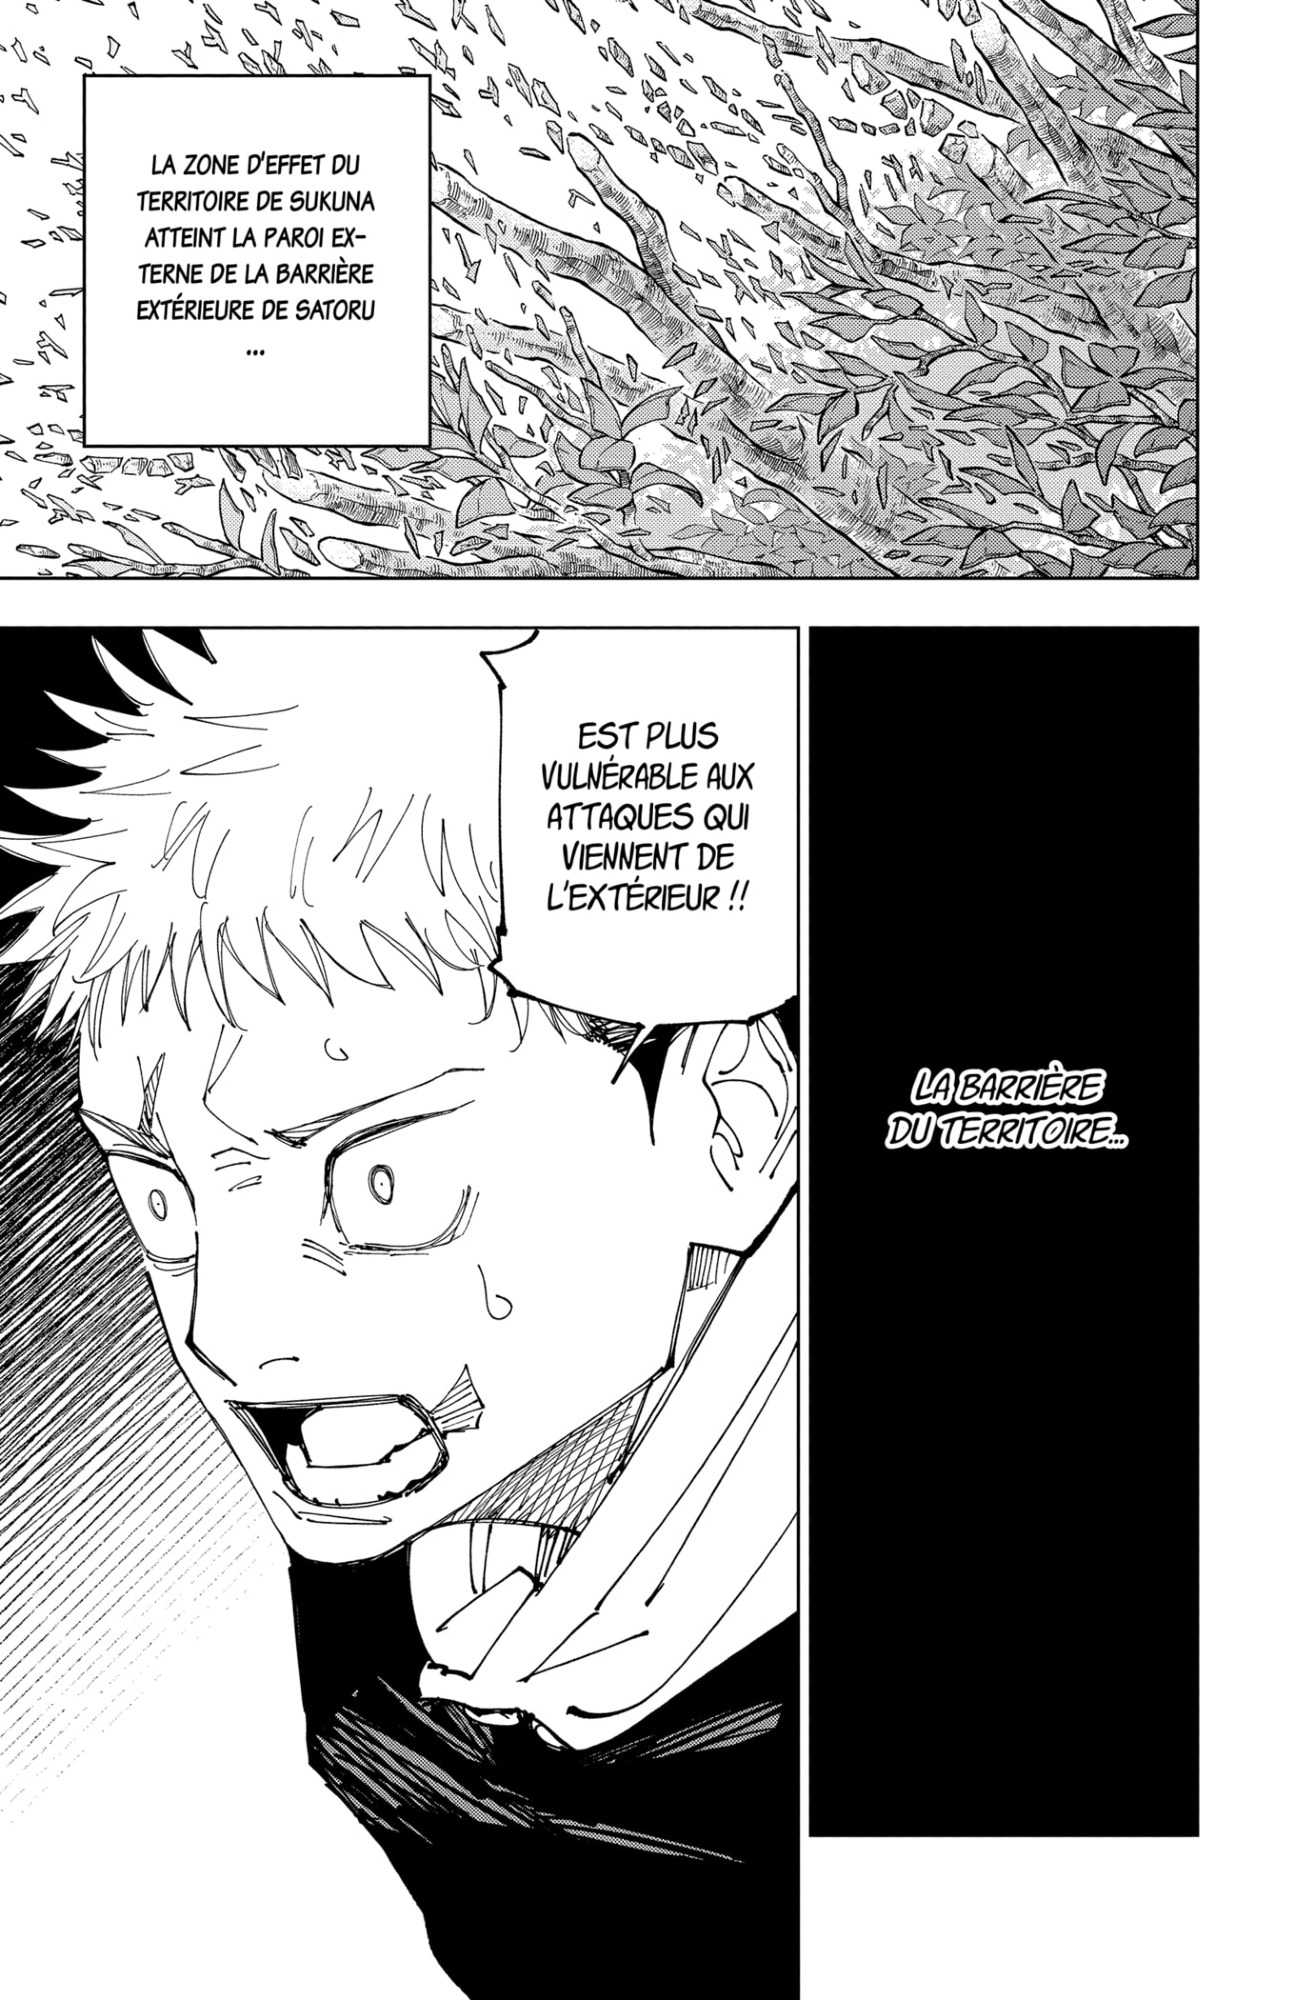 LA ZONE D'EFFET DU
TERRITOIRE DE SUKUNA
ATTEINT LA PAROI EX-
TERNE DE LA BARRIÈRE
EXTÉRIEURE DE SATORU
...
LA BARRIÈRE
DU TERRITOIRE...
EST PLUS
VULNÉRABLE AUX
ATTAQUES QUI
VIENNENT DE
L'EXTÉRIEUR !!